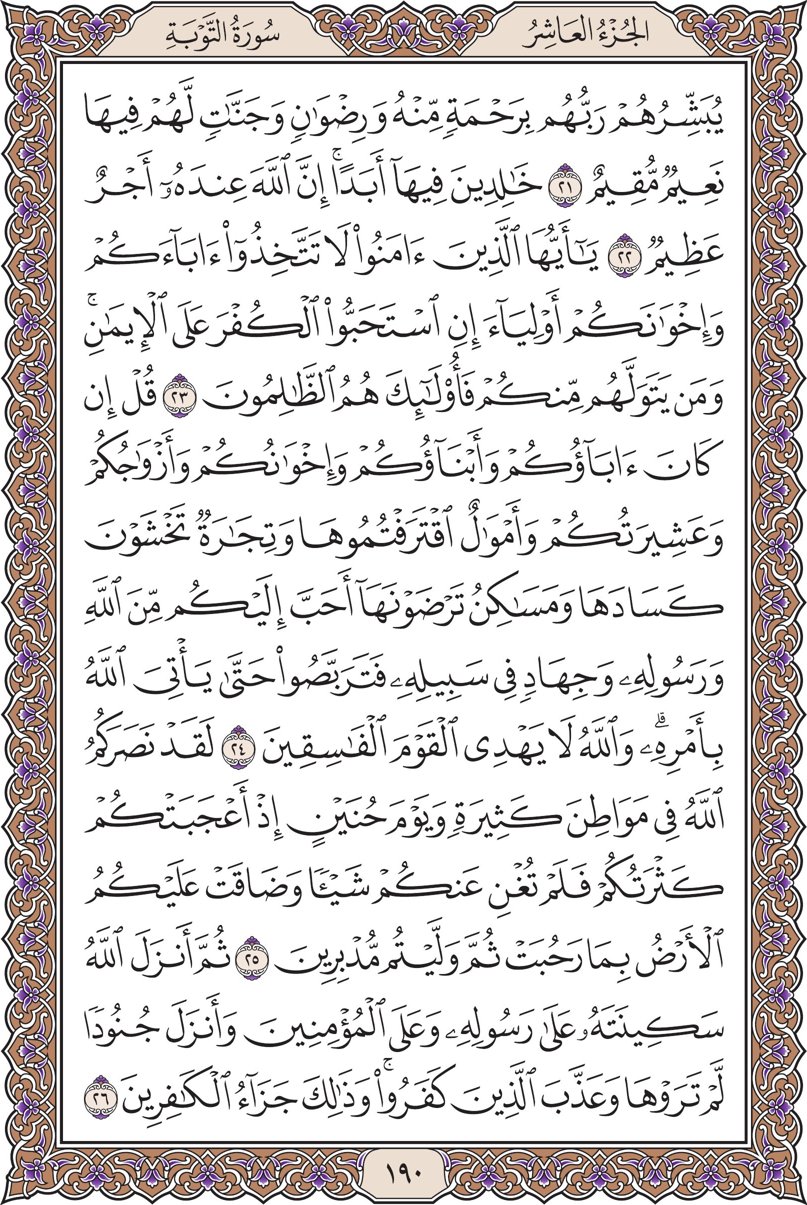 الجُزْءُ العَاشِرُ
سُورَةُ التَّوْبَةِ
يُبَشِّرُهُمْ رَبُّهُم بِرَحْمَةٍ مِّنْهُ وَرِضْوَٰنٍ وَجَنَّٰتٍ لَّهُمْ فِيهَا
نَعِيمٌ مُّقِيمٌ ٢١ خَٰلِدِينَ فِيهَآ أَبَدًا ۚ إِنَّ ٱللَّهَ عِندَهُۥٓ أَجْرٌ
عَظِيمٌ ٢٢ يَٰٓأَيُّهَا ٱلَّذِينَ ءَامَنُوا۟ لَا تَتَّخِذُوٓا۟ ءَابَآءَكُمْ
وَإِخْوَٰنَكُمْ أَوْلِيَآءَ إِنِ ٱسْتَحَبُّوا۟ ٱلْكُفْرَ عَلَى ٱلْإِيمَٰنِ ۚ
وَمَن يَتَوَلَّهُم مِّنكُمْ فَأُو۟لَٰٓئِكَ هُمُ ٱلظَّٰلِمُونَ ٢٣ قُلْ إِن
كَانَ ءَابَآؤُكُمْ وَأَبْنَآؤُكُمْ وَإِخْوَٰنُكُمْ وَأَزْوَٰجُكُمْ
وَعَشِيرَتُكُمْ وَأَمْوَٰلٌ ٱقْتَرَفْتُمُوهَا وَتِجَٰرَةٌ تَخْشَوْنَ
كَسَادَهَا وَمَسَٰكِنُ تَرْضَوْنَهَآ أَحَبَّ إِلَيْكُم مِّنَ ٱللَّهِ
وَرَسُولِهِۦ وَجِهَادٍ فِى سَبِيلِهِۦ فَتَرَبَّصُوا۟ حَتَّىٰ يَأْتِىَ ٱللَّهُ
بِأَمْرِهِۦ ۗ وَٱللَّهُ لَا يَهْدِى ٱلْقَوْمَ ٱلْفَٰسِقِينَ ٢٤ لَقَدْ نَصَرَكُمُ
ٱللَّهُ فِى مَوَاطِنَ كَثِيرَةٍ وَيَوْمَ حُنَيْنٍ إِذْ أَعْجَبَتْكُمْ
كَثْرَتُكُمْ فَلَمْ تُغْنِ عَنكُمْ شَيْـًٔا وَضَاقَتْ عَلَيْكُمُ
ٱلْأَرْضُ بِمَا رَحُبَتْ ثُمَّ وَلَّيْتُم مُّدْبِرِينَ ٢٥ ثُمَّ أَنزَلَ ٱللَّهُ
سَكِينَتَهُۥ عَلَىٰ رَسُولِهِۦ وَعَلَى ٱلْمُؤْمِنِينَ وَأَنزَلَ جُنُودًا
لَّمْ تَرَوْهَا وَعَذَّبَ ٱلَّذِينَ كَفَرُوا۟ ۚ وَذَٰلِكَ جَزَآءُ ٱلْكَٰفِرِينَ ٢٦
١٩٠